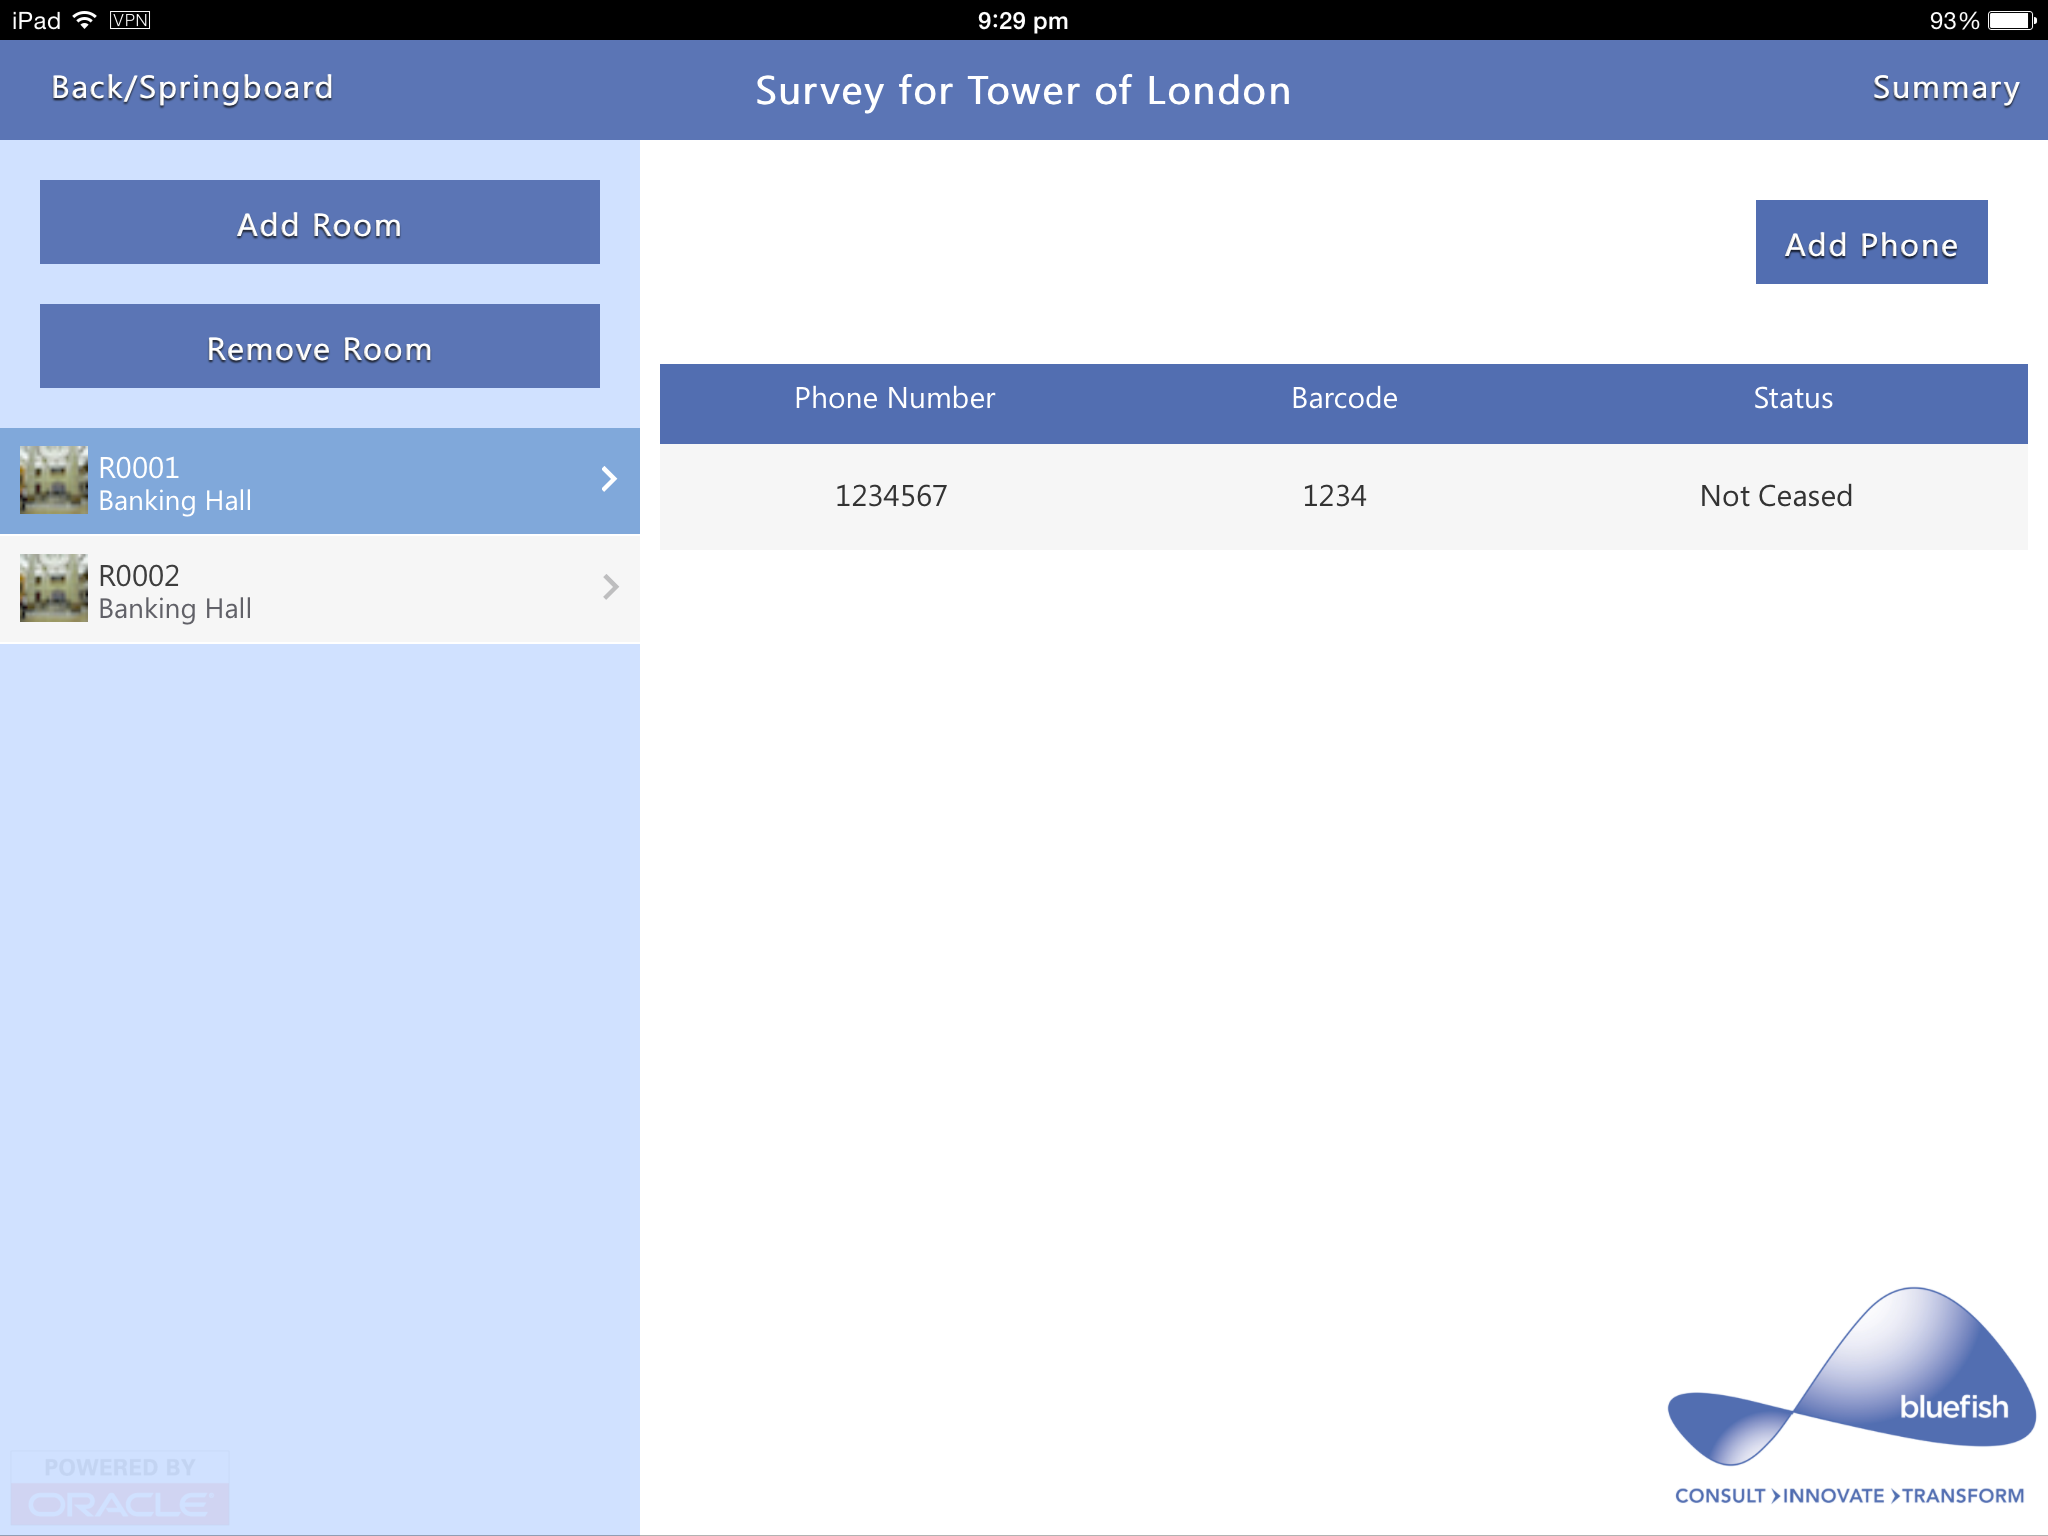 iPad VPN 9:29 pm 93%
Back/Springboard Survey for Tower of London Summary
Add Room
Remove Room
R0001
Banking Hall
R0002
Banking Hall
Add Phone
Phone Number Barcode Status
1234567 1234 Not Ceased
POWERED BY
ORACLE
bluefish
CONSULT >INNOVATE >TRANSFORM